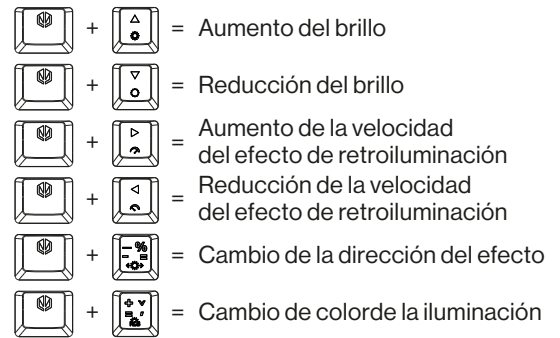 + = Aumento del brillo
+ = Reducción del brillo
+ = Aumento de la velocidad
del efecto de retroiluminación
+ = Reducción de la velocidad
del efecto de retroiluminación
+ — % - = = Cambio de la dirección del efecto
+ + = , = Cambio de colorde la iluminación